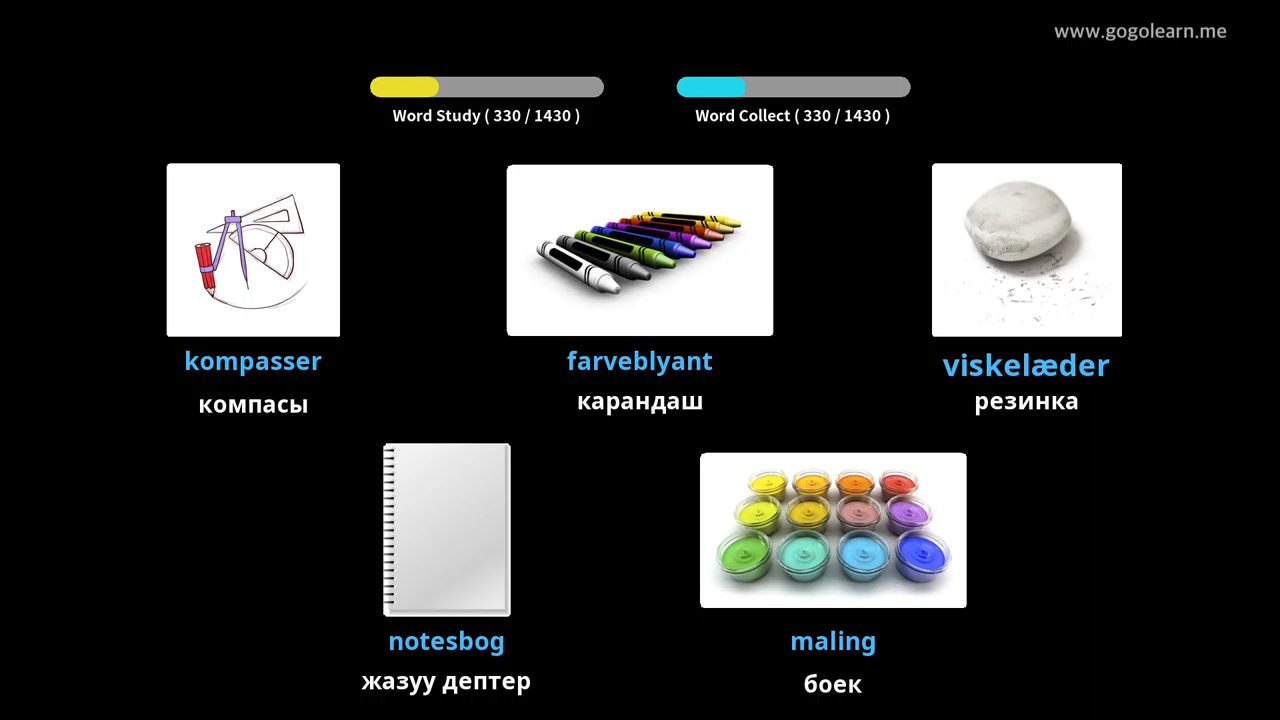 www.gogolearn.me
Word Study ( 330 / 1430 )
Word Collect ( 330 / 1430 )
kompasser
farveblyant
viskelæder
компасы
карандаш
резинка
notesbog
maling
жазуу дептер
боек